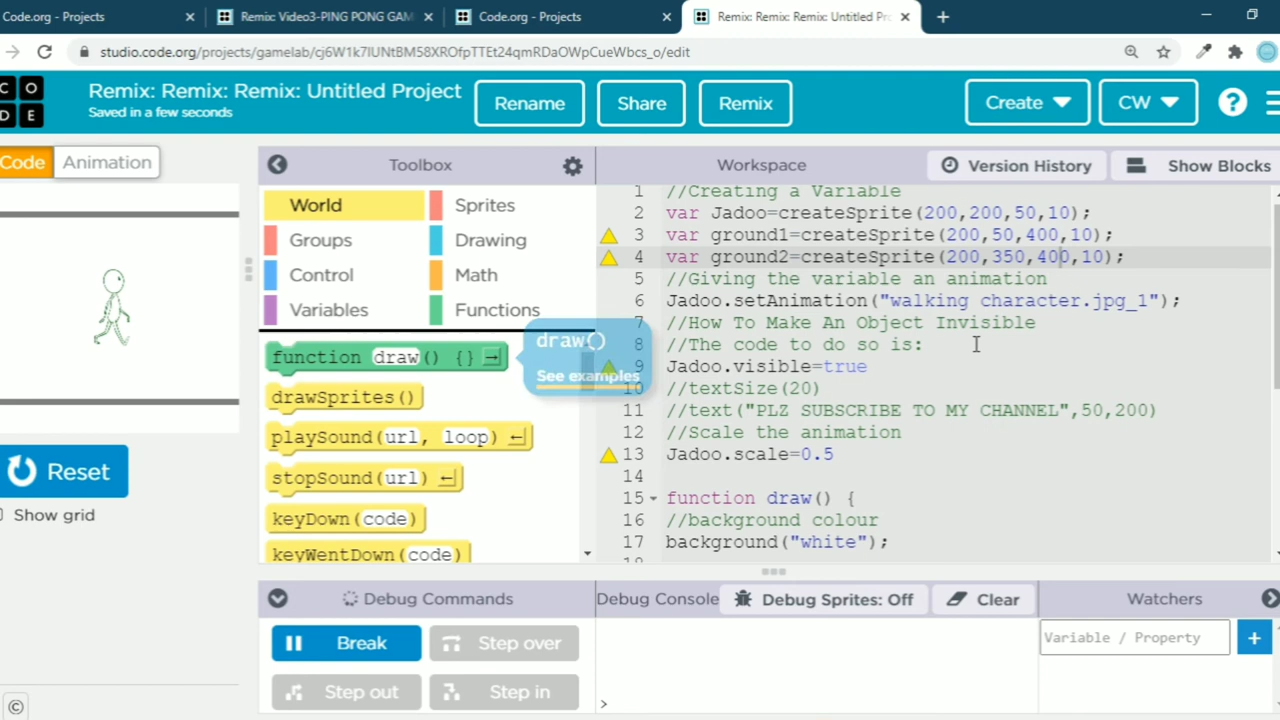 Code.org - Projects
Remix: Video3-PING PONG GAM
Code.org - Projects
Remix: Remix: Remix: Untitled Pr
studio.code.org/projects/gamelab/cj6W1k7IUNtBM58XROfpTTEt24qmRDaOWpCueWbcs_o/edit
C O
D E
Remix: Remix: Remix: Untitled Project
Saved in a few seconds
Rename
Share
Remix
Create
CW
?
Code
Animation
Toolbox
Workspace
Version History
Show Blocks
World
Sprites
Groups
Drawing
Control
Math
Variables
Functions
function draw() {}
drawSprites()
playSound(url, loop)
stopSound(url)
keyDown(code)
keyWentDown(code)
draw()
See examples
1 //Creating a Variable
2 var Jadoo=createSprite(200,200,50,10);
3 var ground1=createSprite(200,50,400,10);
4 var ground2=createSprite(200,350,400,10);
5 //Giving the variable an animation
6 Jadoo.setAnimation("walking character.jpg_1");
7 //How To Make An Object Invisible
8 //The code to do so is:
9 Jadoo.visible=true
10 //textSize(20)
11 //text("PLZ SUBSCRIBE TO MY CHANNEL",50,200)
12 //Scale the animation
13 Jadoo.scale=0.5
14
15 function draw() {
16 //background colour
17 background("white");
Reset
Show grid
Debug Commands
Debug Console
Debug Sprites: Off
Clear
Watchers
Break
Step over
Step out
Step in
Variable / Property
+
>
©